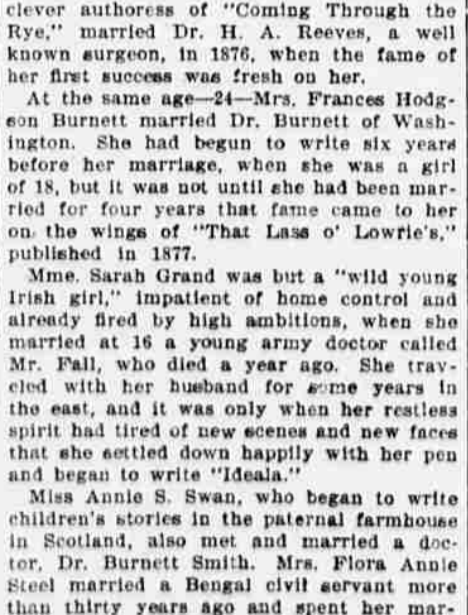 clever authoress of "Coming Through the
Rye," married Dr. H. A. Reeves, a well
known surgeon, in 1876, when the fame of
her first success was fresh on her.
At the same age—24—Mrs. Frances Hodg-
son Burnett married Dr. Burnett of Wash-
ington. She had begun to write six years
before her marriage, when she was a girl
of 18, but it was not until she had been mar-
ried for four years that fame came to her
on the wings of "That Lass o' Lowrie's,"
published in 1877.
Mme. Sarah Grand was but a "wild young
Irish girl," impatient of home control and
already fired by high ambitions, when she
married at 16 a young army doctor called
Mr. Fall, who died a year ago. She trav-
eled with her husband for some years in
the east, and it was only when her restless
spirit had tired of new scenes and new faces
that she settled down happily with her pen
and began to write "Ideala."
Miss Annie S. Swan, who began to write
children's stories in the paternal farmhouse
in Scotland, also met and married a doc-
tor, Dr. Burnett Smith. Mrs. Flora Annie
Steel married a Bengal civil servant more
than thirty years ago and spent her mar-